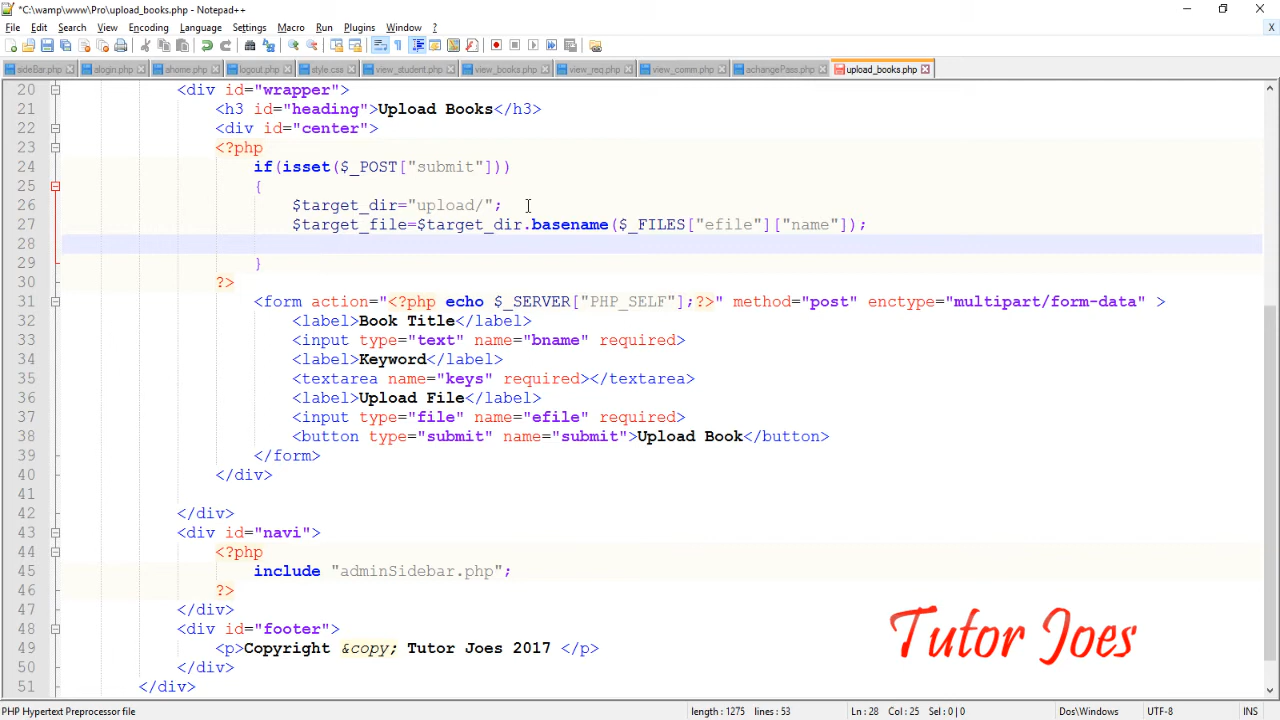 *C:\wamp\www\Pro\upload_books.php - Notepad++
File Edit Search View Encoding Language Settings Macro Run Plugins Window ?
X
sideBar.php alogin.php ahome.php logout.php style.css view_student.php view_books.php view_req.php view_comm.php achangePass.php upload_books.php
20 <div id="wrapper">
21 <h3 id="heading">Upload Books</h3>
22 <div id="center">
23 <?php
24 if(isset($_POST["submit"]))
25 {
26 $target_dir="upload/";
27 $target_file=$target_dir.basename($_FILES["efile"]["name"]);
28
29 }
30 ?>
31 <form action="<?php echo $_SERVER["PHP_SELF"];?>" method="post" enctype="multipart/form-data" >
32 <label>Book Title</label>
33 <input type="text" name="bname" required>
34 <label>Keyword</label>
35 <textarea name="keys" required></textarea>
36 <label>Upload File</label>
37 <input type="file" name="efile" required>
38 <button type="submit" name="submit">Upload Book</button>
39 </form>
40 </div>
41
42 </div>
43 <div id="navi">
44 <?php
45 include "adminSidebar.php";
46 ?>
47 </div>
48 <div id="footer">
49 <p>Copyright &copy; Tutor Joes 2017 </p>
50 </div>
51 </div>
Tutor Joes
PHP Hypertext Preprocessor file length : 1275 lines : 53 Ln : 28 Col : 25 Sel : 0 | 0 Dos\Windows UTF-8 INS